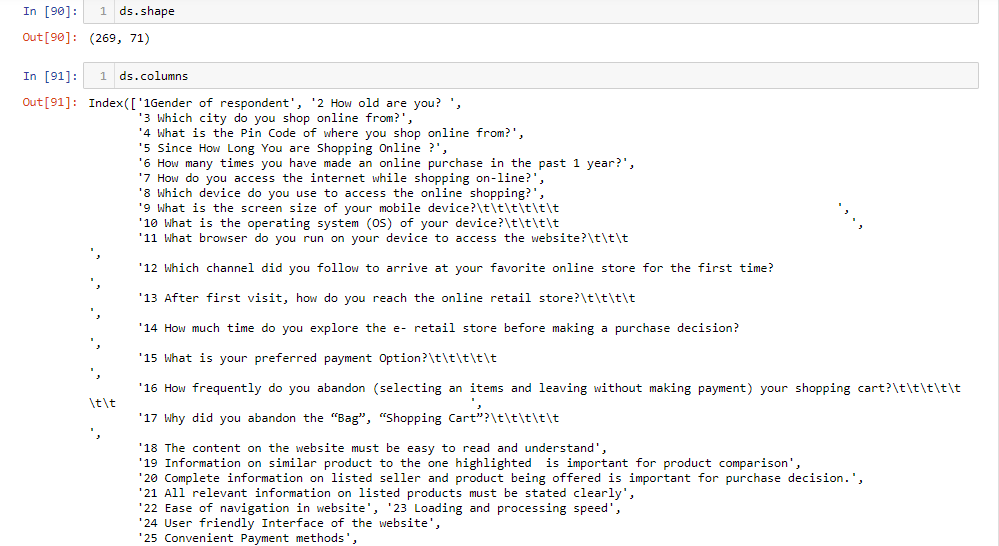 In [90]: 1 ds.shape
Out[90]: (269, 71)
In [91]: 1 ds.columns
Out[91]: Index(['1Gender of respondent', '2 How old are you? ',
'3 Which city do you shop online from?',
'4 What is the Pin Code of where you shop online from?',
'5 Since How Long You are Shopping Online ?',
'6 How many times you have made an online purchase in the past 1 year?',
'7 How do you access the internet while shopping on-line?',
'8 Which device do you use to access the online shopping?',
'9 What is the screen size of your mobile device?\t\t\t\t\t\t ',
'10 What is the operating system (OS) of your device?\t\t\t\t ',
'11 What browser do you run on your device to access the website?\t\t\t
',
'12 Which channel did you follow to arrive at your favorite online store for the first time?
',
'13 After first visit, how do you reach the online retail store?\t\t\t\t
',
'14 How much time do you explore the e- retail store before making a purchase decision?
',
'15 What is your preferred payment Option?\t\t\t\t\t
',
'16 How frequently do you abandon (selecting an items and leaving without making payment) your shopping cart?\t\t\t\t\t
\t\t ',
'17 Why did you abandon the “Bag”, “Shopping Cart”?\t\t\t\t\t
',
'18 The content on the website must be easy to read and understand',
'19 Information on similar product to the one highlighted  is important for product comparison',
'20 Complete information on listed seller and product being offered is important for purchase decision.',
'21 All relevant information on listed products must be stated clearly',
'22 Ease of navigation in website', '23 Loading and processing speed',
'24 User friendly Interface of the website',
'25 Convenient Payment methods',